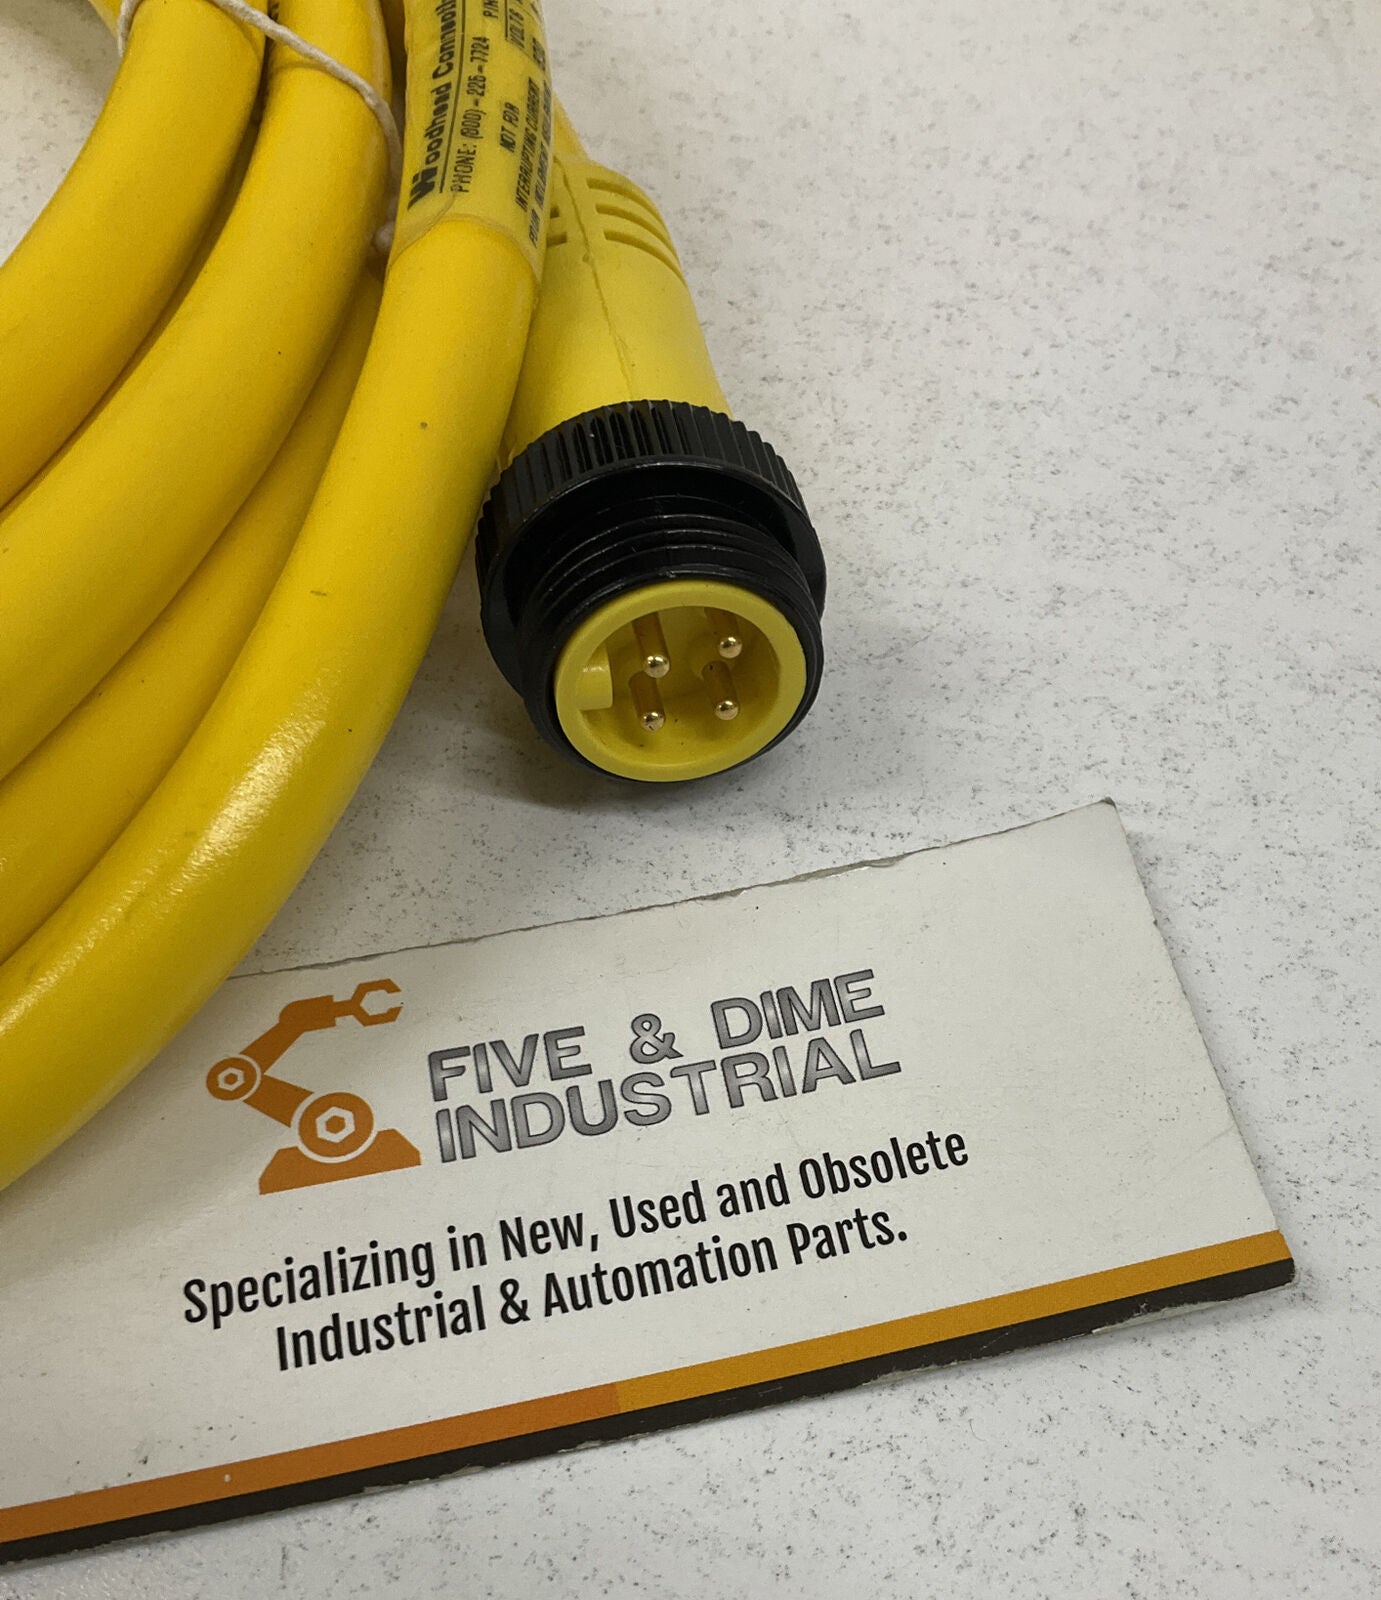 Woodhead
PHONE: (800)-225-7724 P/N
VOLTS
NOT FOR
INTERRUPTING CURRENT
FIVE & DIME
INDUSTRIAL
Specializing in New, Used and Obsolete
Industrial & Automation Parts.